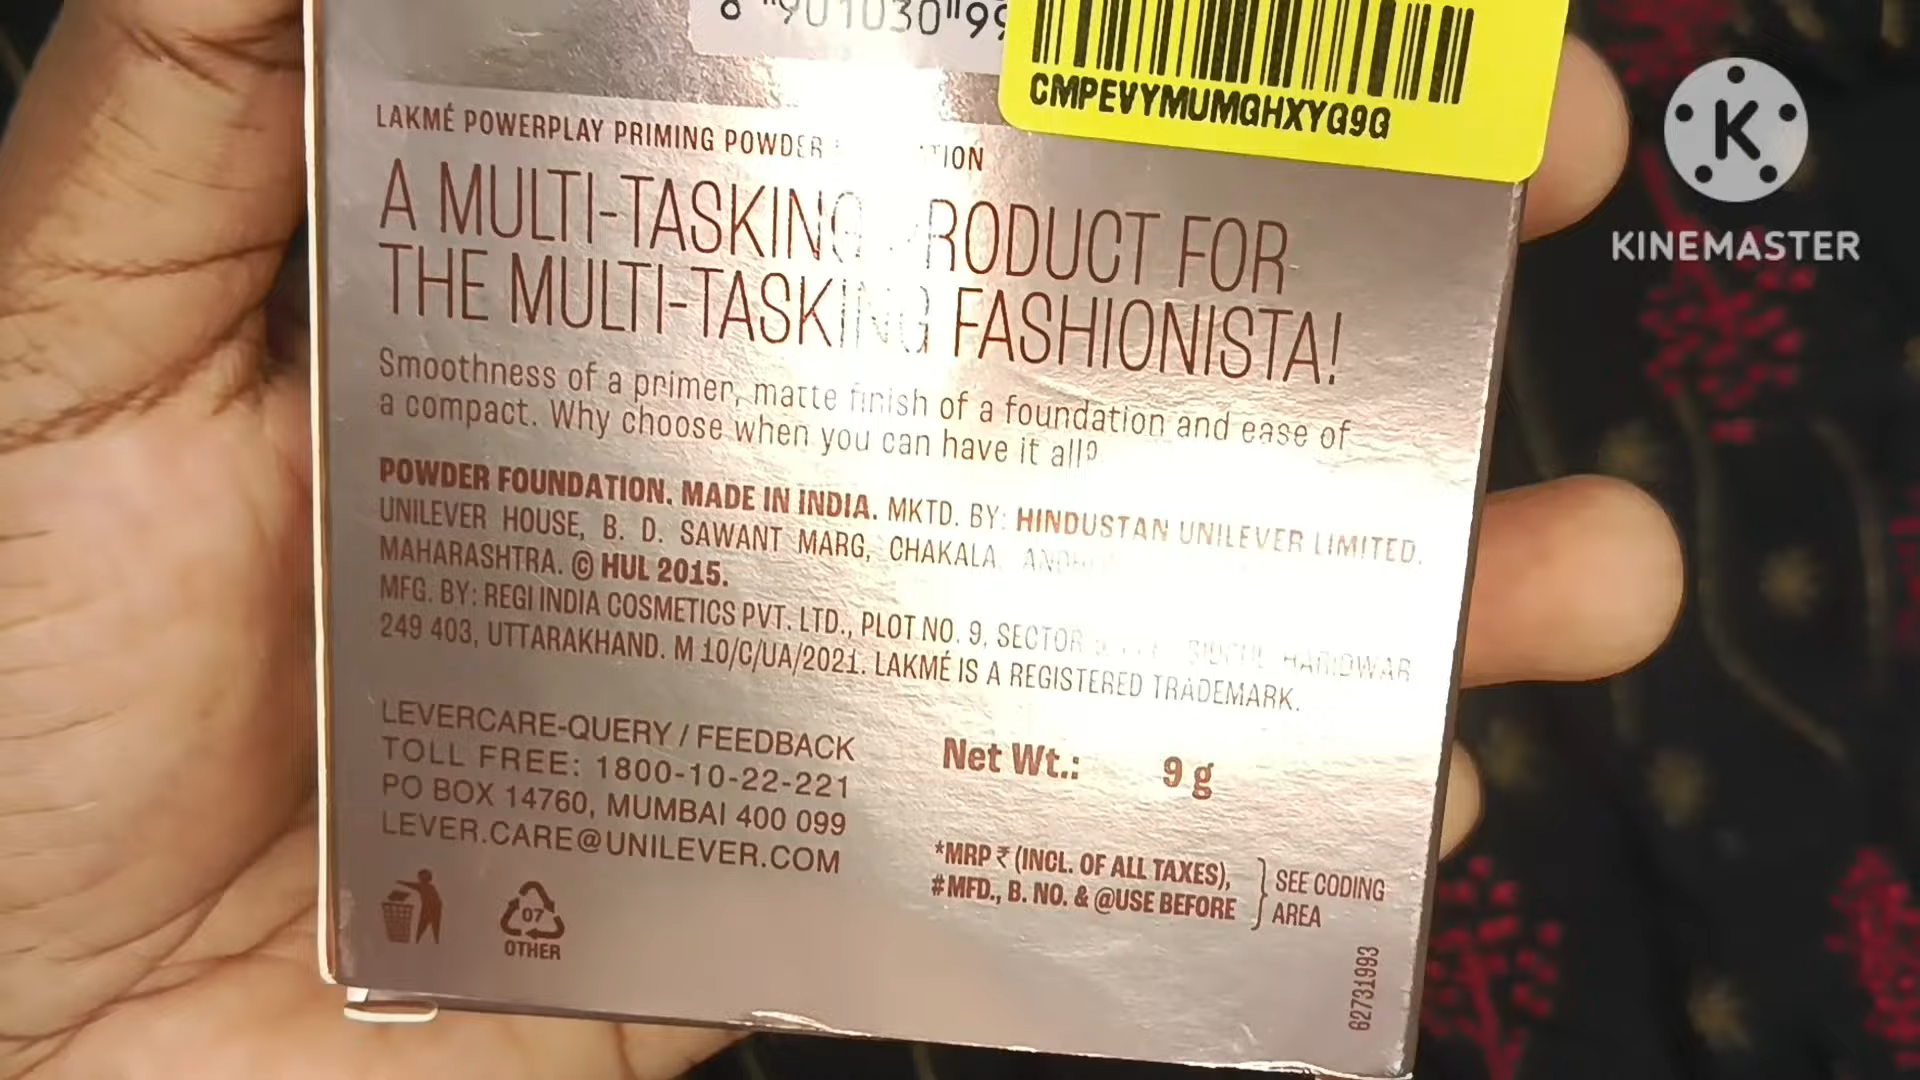 8 "901030"99
CMPEVYMUMGHXYG9G
KINEMASTER
LAKMÉ POWERPLAY PRIMING POWDER
A MULTI-TASKING PRODUCT FOR
THE MULTI-TASKING FASHIONISTA!
Smoothness of a primer, matte finish of a foundation and ease of
a compact. Why choose when you can have it all?
POWDER FOUNDATION. MADE IN INDIA. MKTD. BY: HINDUSTAN UNILEVER LIMITED.
UNILEVER HOUSE, B. D. SAWANT MARG, CHAKALA
MAHARASHTRA. © HUL 2015.
MFG. BY: REGI INDIA COSMETICS PVT. LTD., PLOT NO. 9, SECTOR HARIDWAR
249 403, UTTARAKHAND. M 10/C/UA/2021. LAKMÉ IS A REGISTERED TRADEMARK.
LEVERCARE-QUERY / FEEDBACK
TOLL FREE: 1800-10-22-221
PO BOX 14760, MUMBAI 400 099
LEVER.CARE@UNILEVER.COM
Net Wt.: 9 g
*MRP ₹ (INCL. OF ALL TAXES),
#MFD., B. NO. & @USE BEFORE
SEE CODING
AREA
07
OTHER
62731993